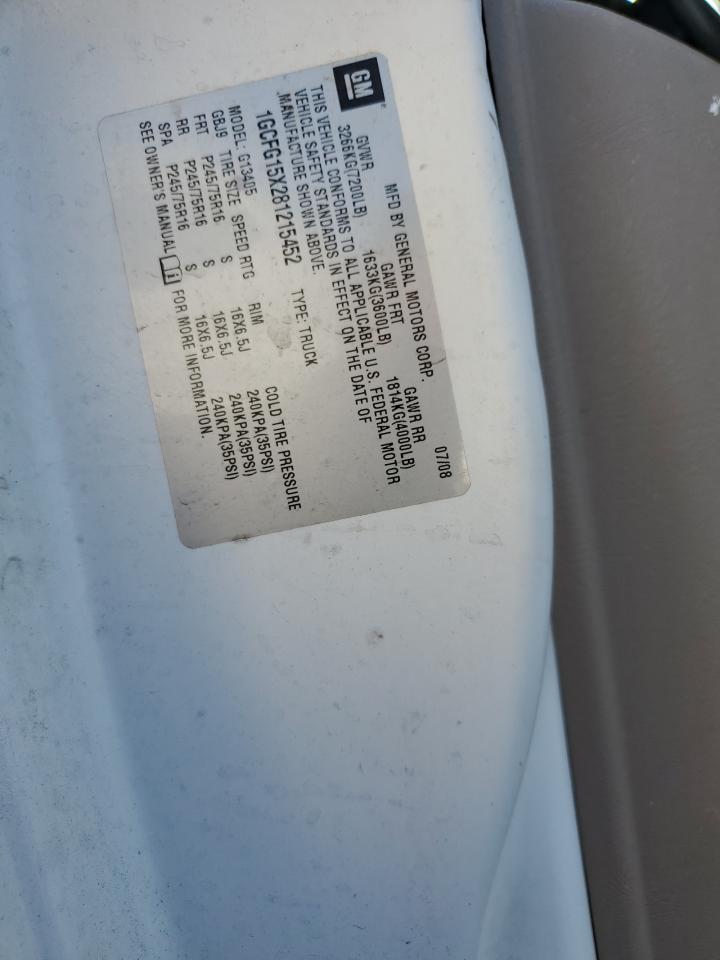 GM
MFD BY GENERAL MOTORS CORP. 07/08
GVWR GAWR FRT GAWR RR
3266KG(7200LB) 1633KG(3600LB) 1814KG(4000LB)
THIS VEHICLE CONFORMS TO ALL APPLICABLE U.S. FEDERAL MOTOR
VEHICLE SAFETY STANDARDS IN EFFECT ON THE DATE OF
MANUFACTURE SHOWN ABOVE.
1GCFG15X281215452 TYPE: TRUCK
MODEL: G13405
GBJ9 TIRE SIZE SPEED RTG RIM COLD TIRE PRESSURE
FRT P245/75R16 S 16X6.5J 240KPA(35PSI)
RR P245/75R16 S 16X6.5J 240KPA(35PSI)
SPA P245/75R16 S 16X6.5J 240KPA(35PSI)
SEE OWNER'S MANUAL FOR MORE INFORMATION.